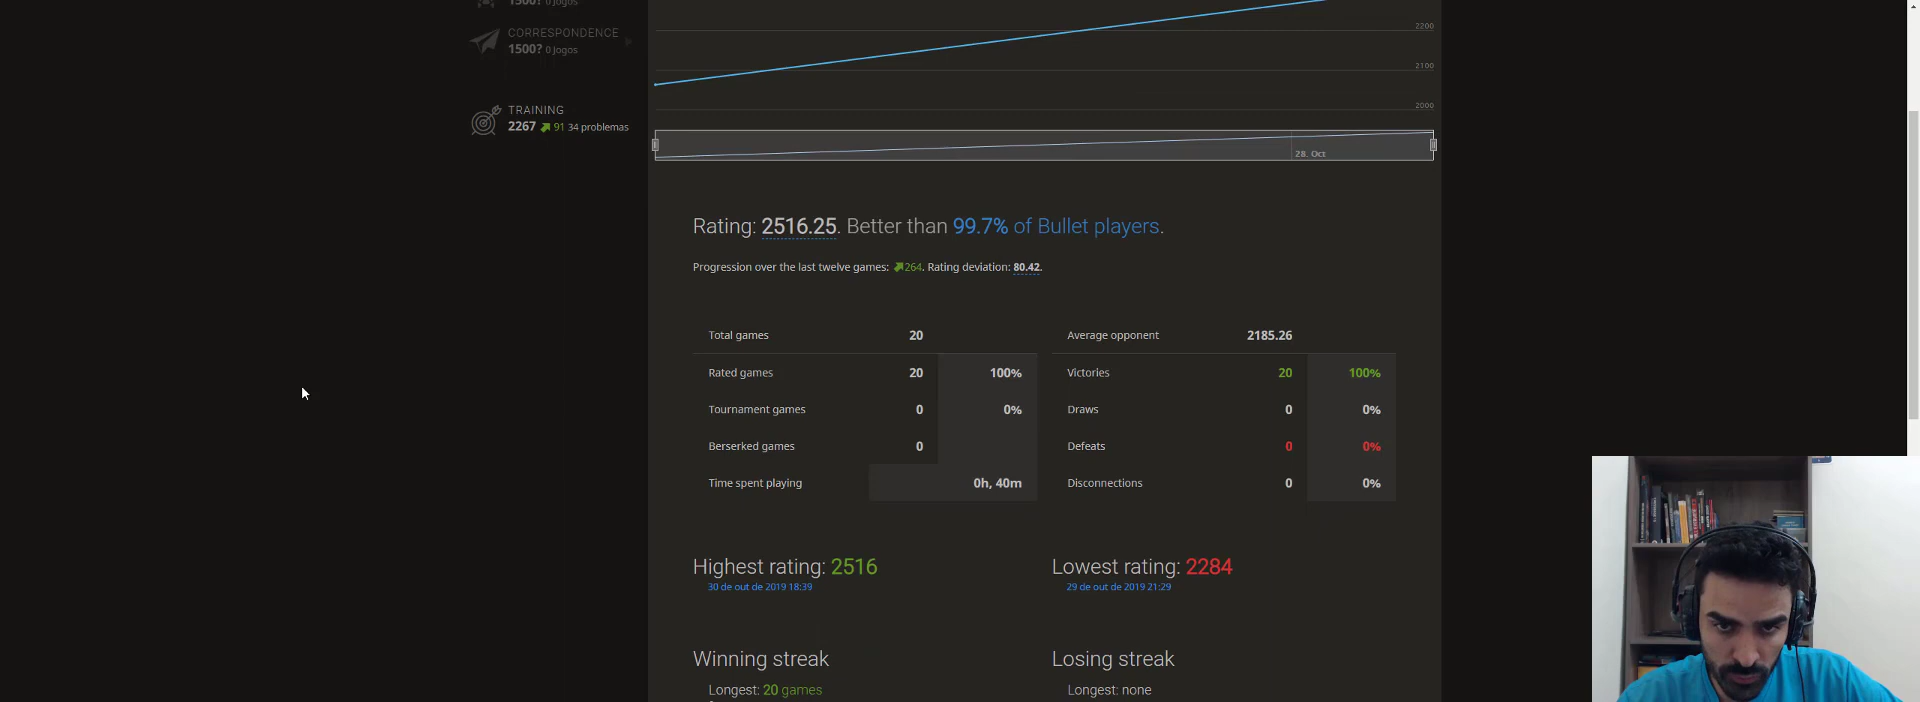 1500? 0 Jogos
CORRESPONDENCE
1500? 0 Jogos
TRAINING
2267 91 34 problemas
2200
2100
2000
28. Oct
Rating: 2516.25. Better than 99.7% of Bullet players.
Progression over the last twelve games: 264. Rating deviation: 80.42.
Total games 20
Rated games 20 100%
Tournament games 0 0%
Berserked games 0
Time spent playing 0h, 40m
Average opponent 2185.26
Victories 20 100%
Draws 0 0%
Defeats 0 0%
Disconnections 0 0%
Highest rating: 2516
30 de out de 2019 18:39
Lowest rating: 2284
29 de out de 2019 21:29
Winning streak
Longest: 20 games
Losing streak
Longest: none